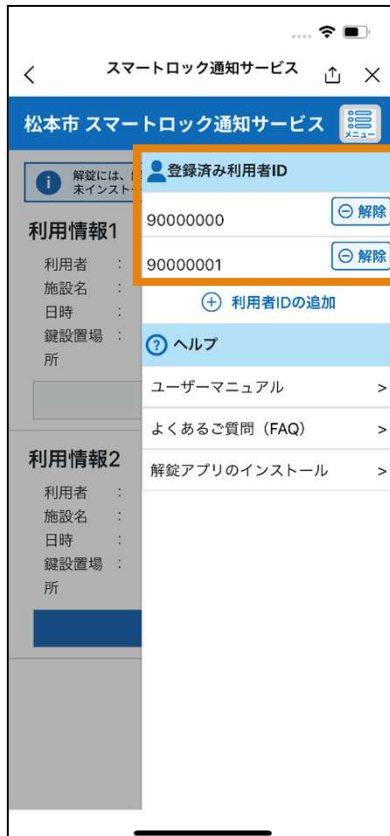 スマートロック通知サービス
松本市 スマートロック通知サービス
メニュー
解錠には、
未インスト
登録済み利用者ID
90000000
解除
90000001
解除
利用者IDの追加
ヘルプ
ユーザーマニュアル >
よくあるご質問（FAQ） >
解錠アプリのインストール >
利用情報1
利用者 :
施設名 :
日時 :
鍵設置場所 :
利用情報2
利用者 :
施設名 :
日時 :
鍵設置場所 :